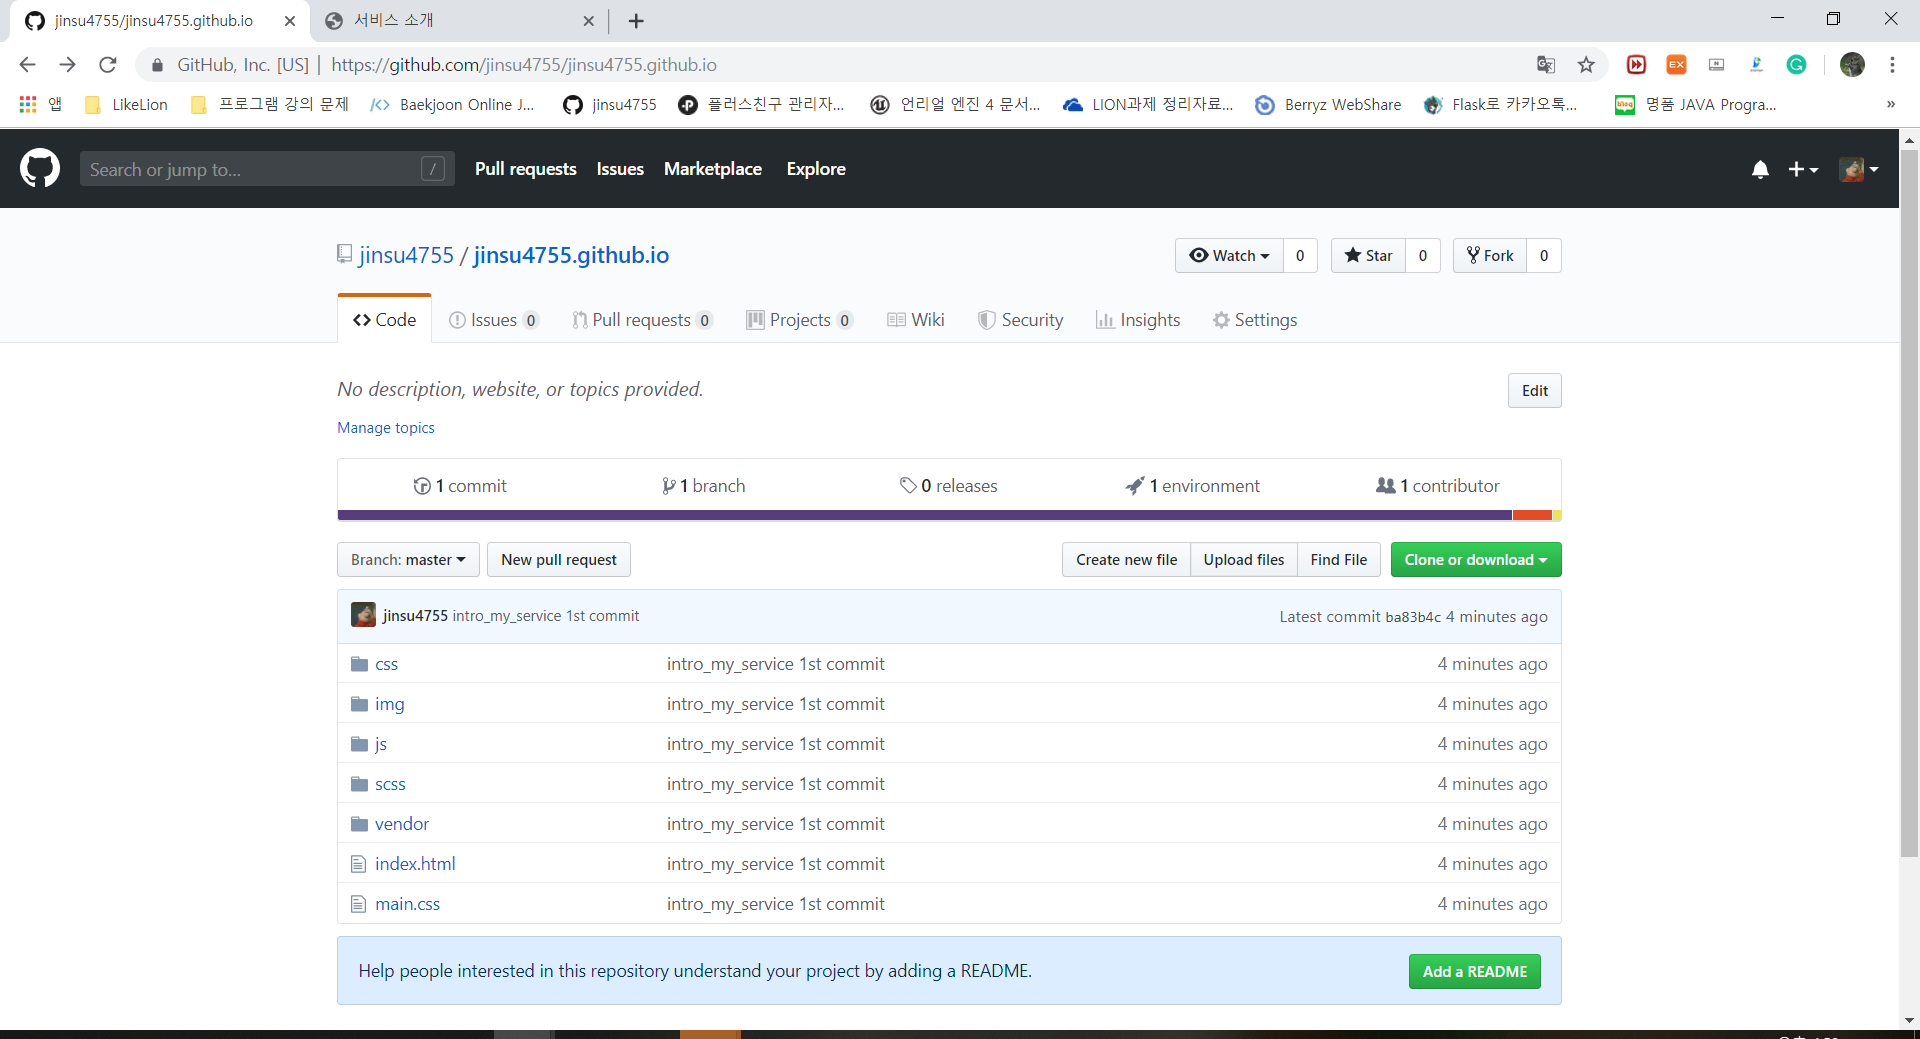 jinsu4755/jinsu4755.github.io
서비스 소개
GitHub, Inc. [US] | https://github.com/jinsu4755/jinsu4755.github.io
앱 LikeLion 프로그램 강의 문제 Baekjoon Online J... jinsu4755 플러스친구 관리자... 언리얼 엔진 4 문서... LION과제 정리자료... Berryz WebShare Flask로 카카오톡... 명품 JAVA Progra... »
Search or jump to... / Pull requests Issues Marketplace Explore
jinsu4755 / jinsu4755.github.io Watch 0 Star 0 Fork 0
Code Issues 0 Pull requests 0 Projects 0 Wiki Security Insights Settings
No description, website, or topics provided. Edit
Manage topics
1 commit 1 branch 0 releases 1 environment 1 contributor
Branch: master New pull request Create new file Upload files Find File Clone or download
jinsu4755 intro_my_service 1st commit Latest commit ba83b4c 4 minutes ago
css intro_my_service 1st commit 4 minutes ago
img intro_my_service 1st commit 4 minutes ago
js intro_my_service 1st commit 4 minutes ago
scss intro_my_service 1st commit 4 minutes ago
vendor intro_my_service 1st commit 4 minutes ago
index.html intro_my_service 1st commit 4 minutes ago
main.css intro_my_service 1st commit 4 minutes ago
Help people interested in this repository understand your project by adding a README. Add a README